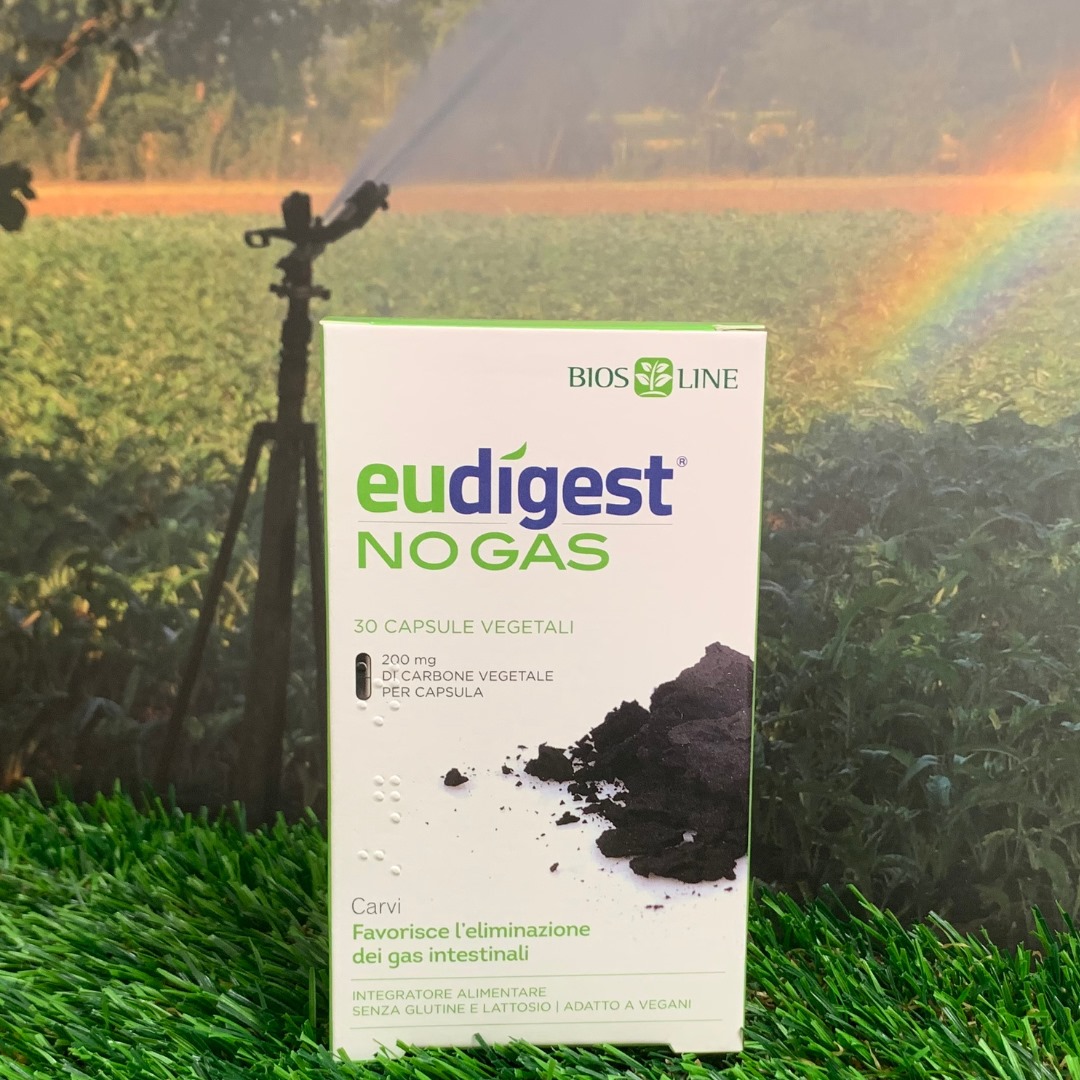 BIOS LINE
eudigest®
NO GAS
30 CAPSULE VEGETALI
200 mg
DI CARBONE VEGETALE
PER CAPSULA
Carvi
Favorisce l'eliminazione
dei gas intestinali
INTEGRATORE ALIMENTARE
SENZA GLUTINE E LATTOSIO | ADATTO A VEGANI